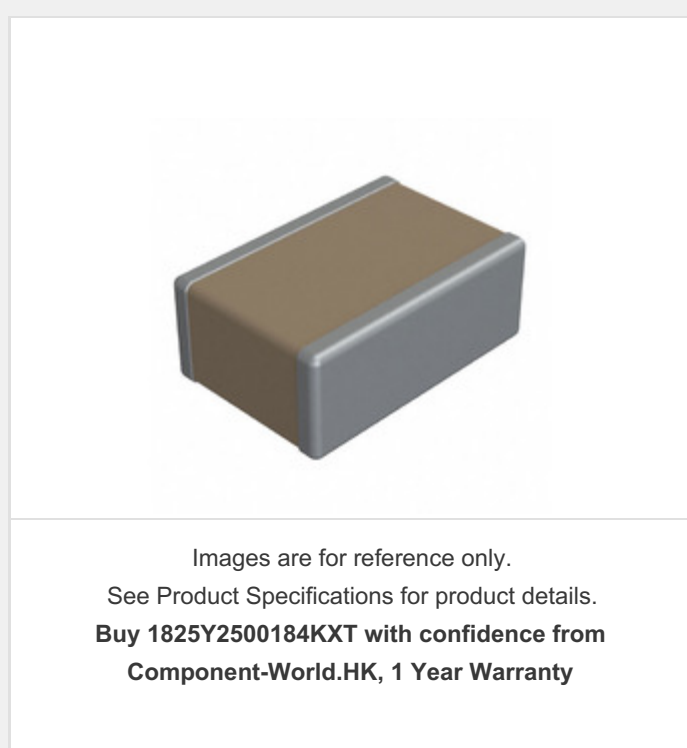 Images are for reference only.
See Product Specifications for product details.
Buy 1825Y2500184KXT with confidence from
Component-World.HK, 1 Year Warranty